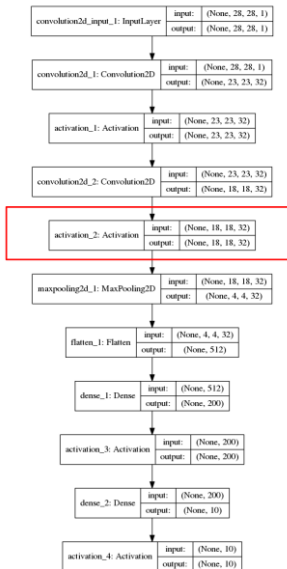 convolution2d_input_1: InputLayer
input: (None, 28, 28, 1)
output: (None, 28, 28, 1)
convolution2d_1: Convolution2D
input: (None, 28, 28, 1)
output: (None, 23, 23, 32)
activation_1: Activation
input: (None, 23, 23, 32)
output: (None, 23, 23, 32)
convolution2d_2: Convolution2D
input: (None, 23, 23, 32)
output: (None, 18, 18, 32)
activation_2: Activation
input: (None, 18, 18, 32)
output: (None, 18, 18, 32)
maxpooling2d_1: MaxPooling2D
input: (None, 18, 18, 32)
output: (None, 4, 4, 32)
flatten_1: Flatten
input: (None, 4, 4, 32)
output: (None, 512)
dense_1: Dense
input: (None, 512)
output: (None, 200)
activation_3: Activation
input: (None, 200)
output: (None, 200)
dense_2: Dense
input: (None, 200)
output: (None, 10)
activation_4: Activation
input: (None, 10)
output: (None, 10)